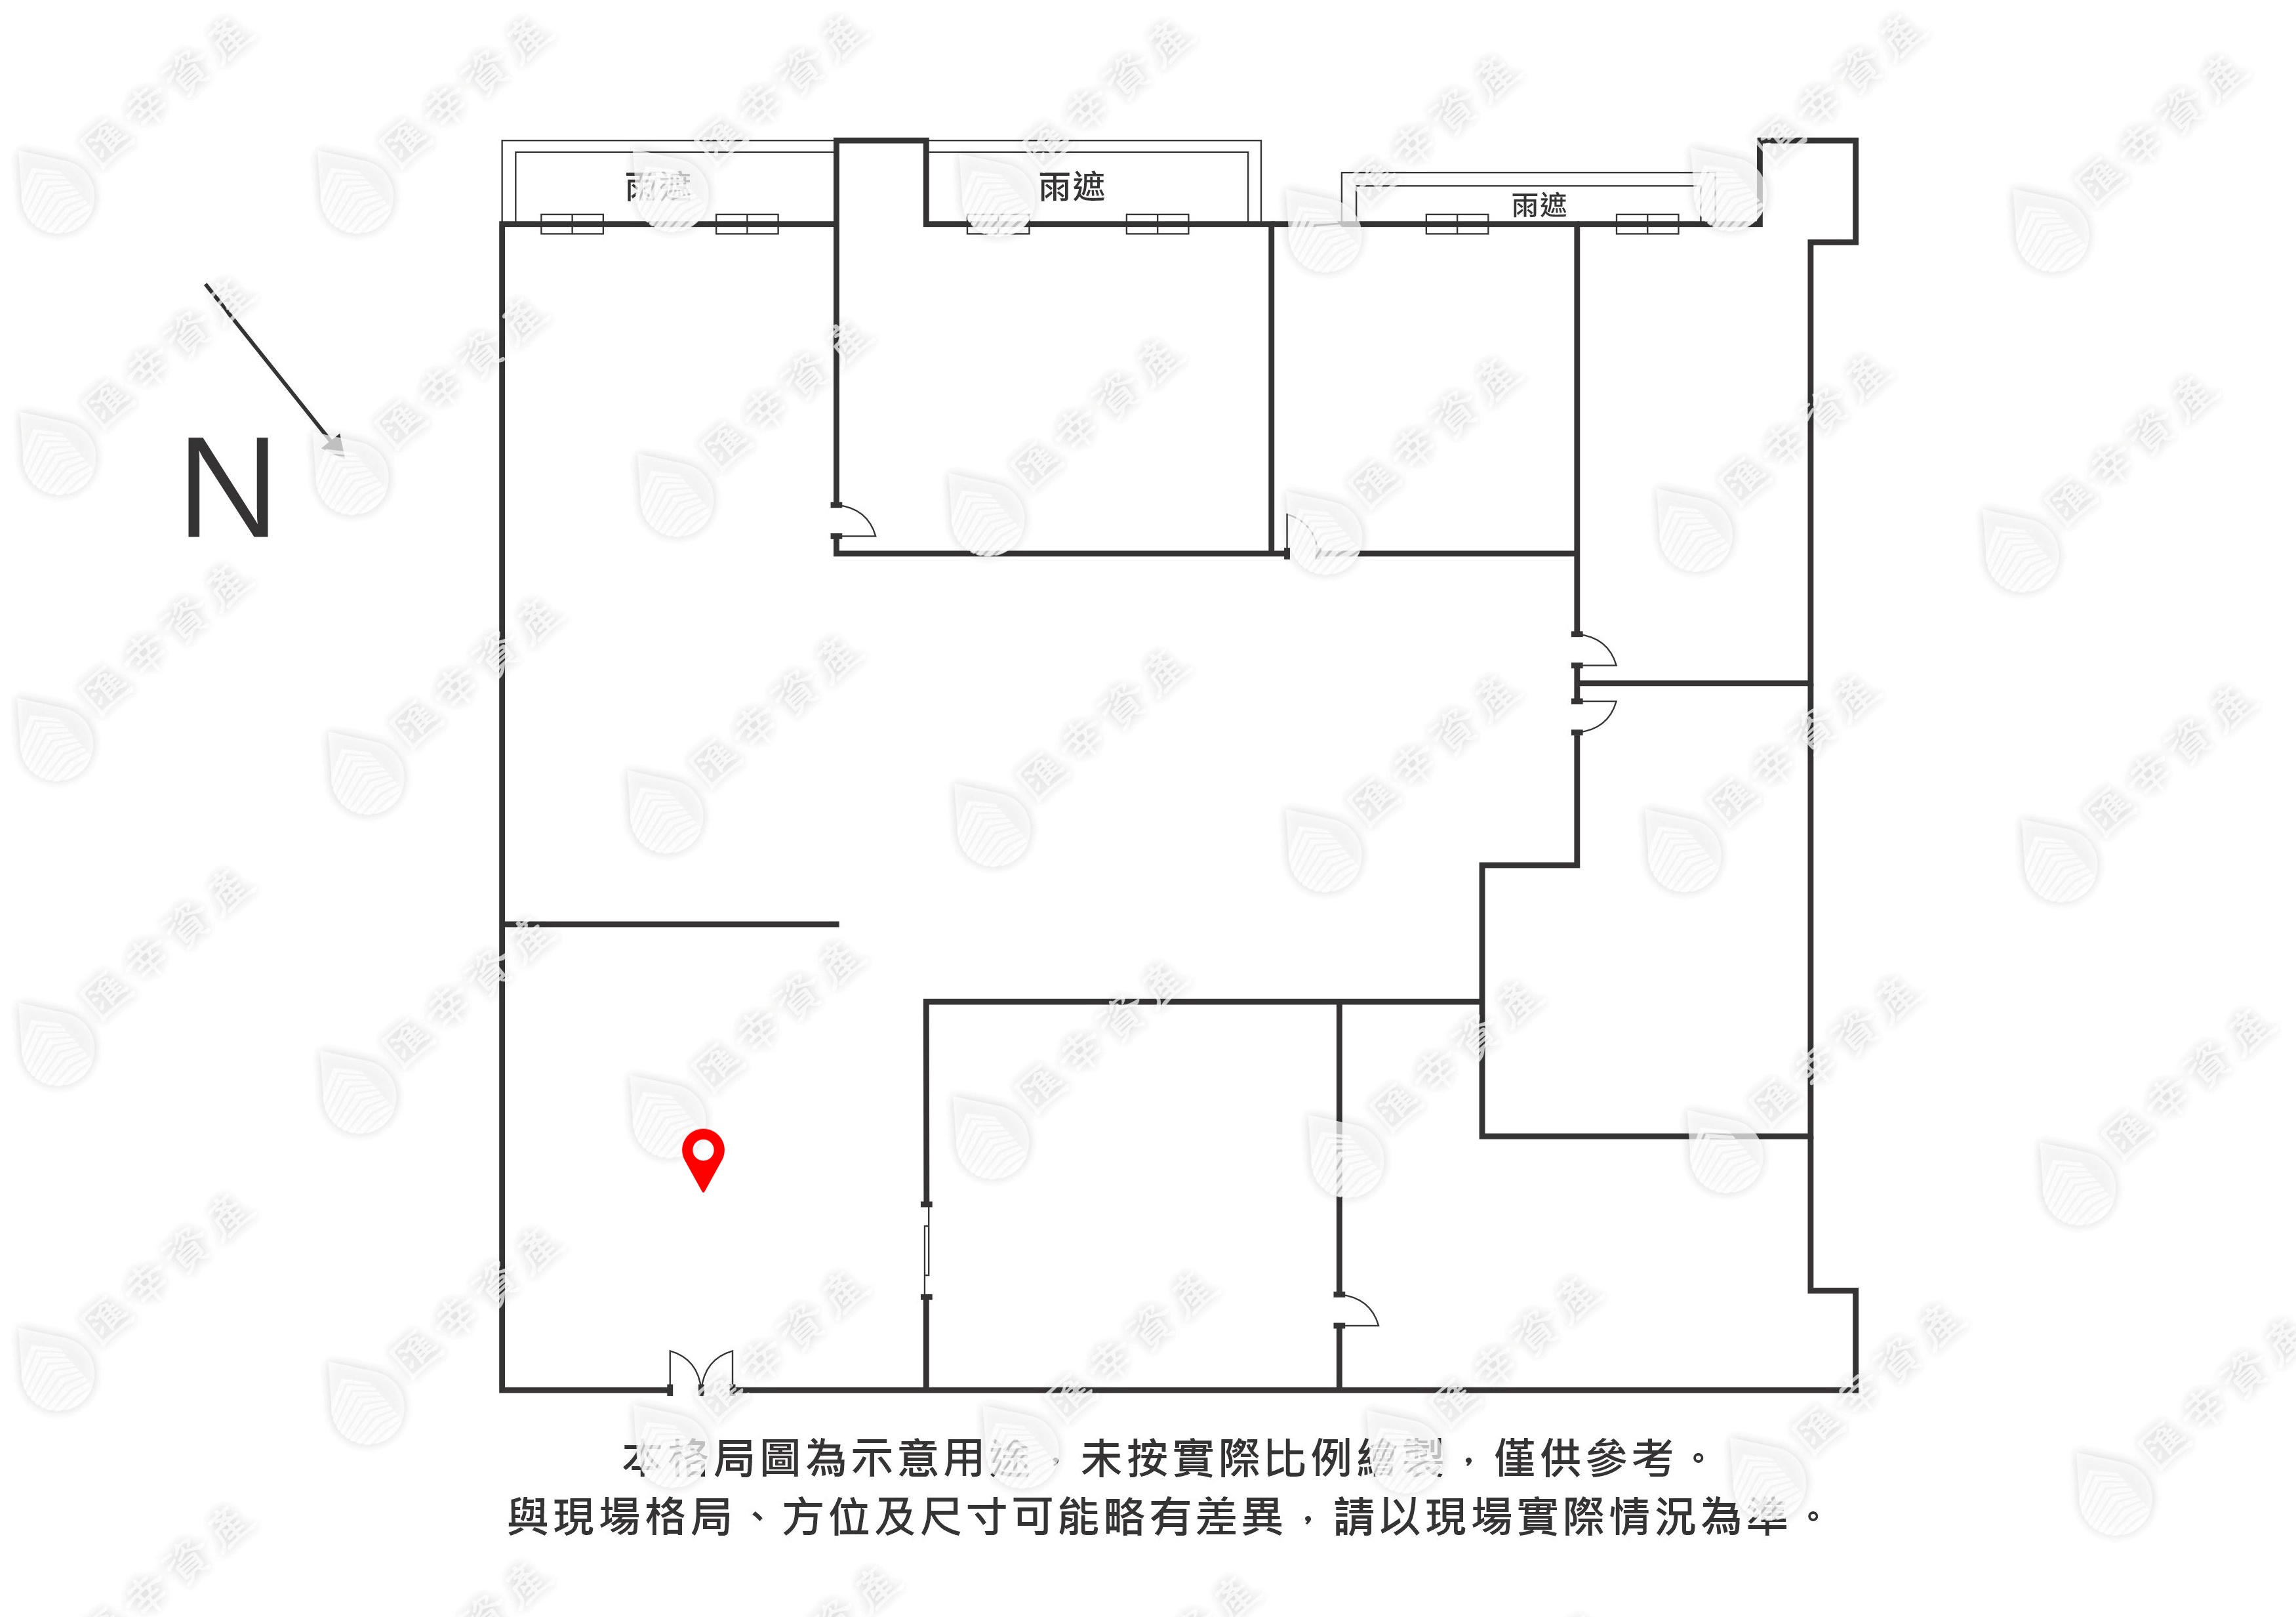 雨遮
雨遮
雨遮
N
本格局圖為示意用途，未按實際比例繪製，僅供參考。
與現場格局、方位及尺寸可能略有差異，請以現場實際情況為準。
匯幸資產